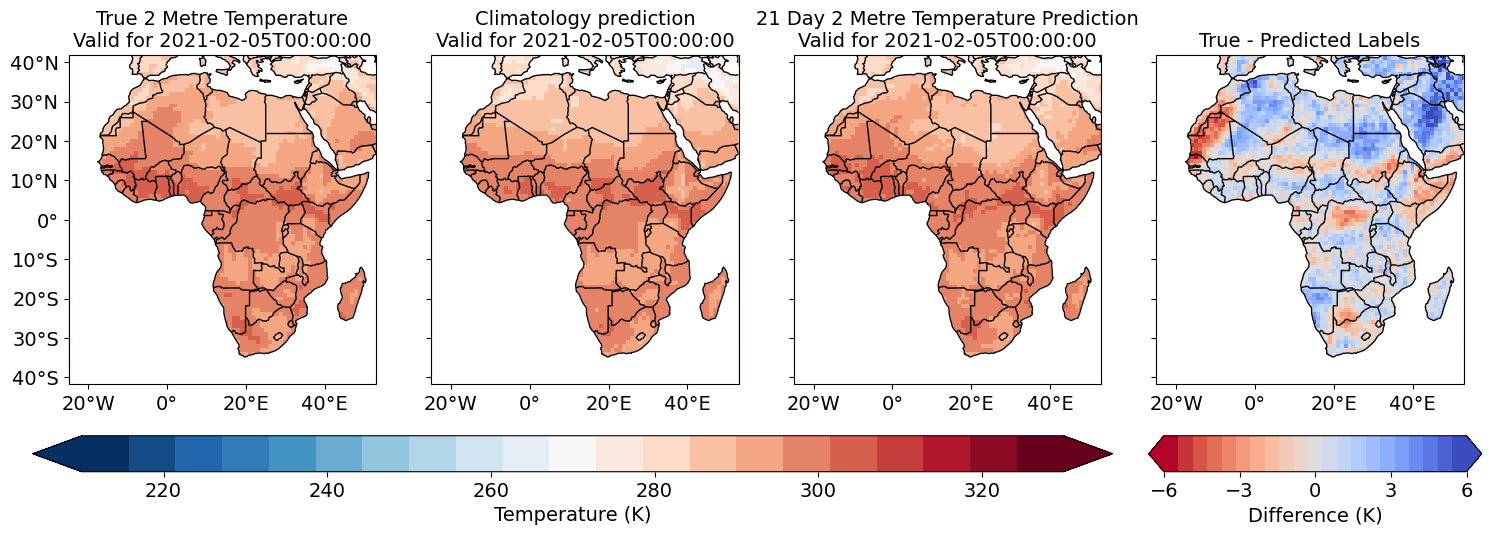 True 2 Metre Temperature
Valid for 2021-02-05T00:00:00
Climatology prediction
Valid for 2021-02-05T00:00:00
21 Day 2 Metre Temperature Prediction
Valid for 2021-02-05T00:00:00
True - Predicted Labels
40°N
30°N
20°N
10°N
0°
10°S
20°S
30°S
40°S
20°W 0° 20°E 40°E
20°W 0° 20°E 40°E
20°W 0° 20°E 40°E
20°W 0° 20°E 40°E
220 240 260 280 300 320
Temperature (K)
−6 −3 0 3 6
Difference (K)